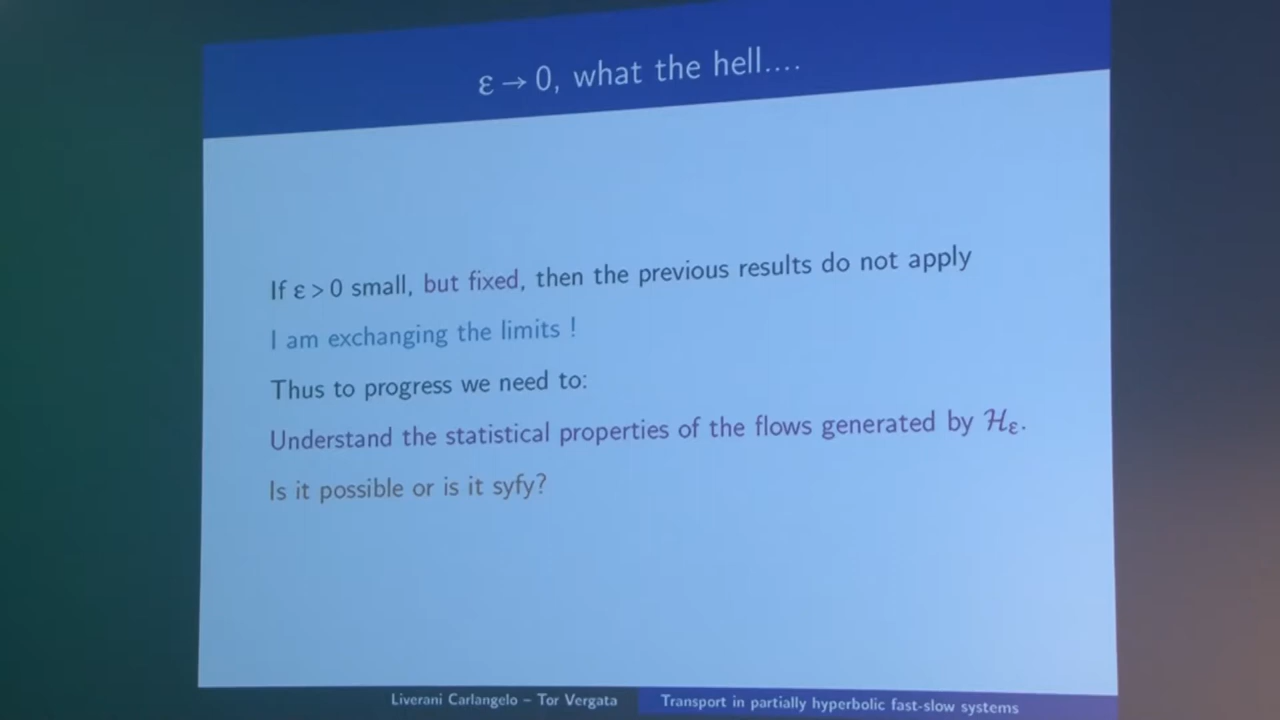 ε → 0, what the hell....
If ε > 0 small, but fixed, then the previous results do not apply
I am exchanging the limits !
Thus to progress we need to:
Understand the statistical properties of the flows generated by ℋε.
Is it possible or is it syfy?
Liverani Carlangelo – Tor Vergata
Transport in partially hyperbolic fast-slow systems